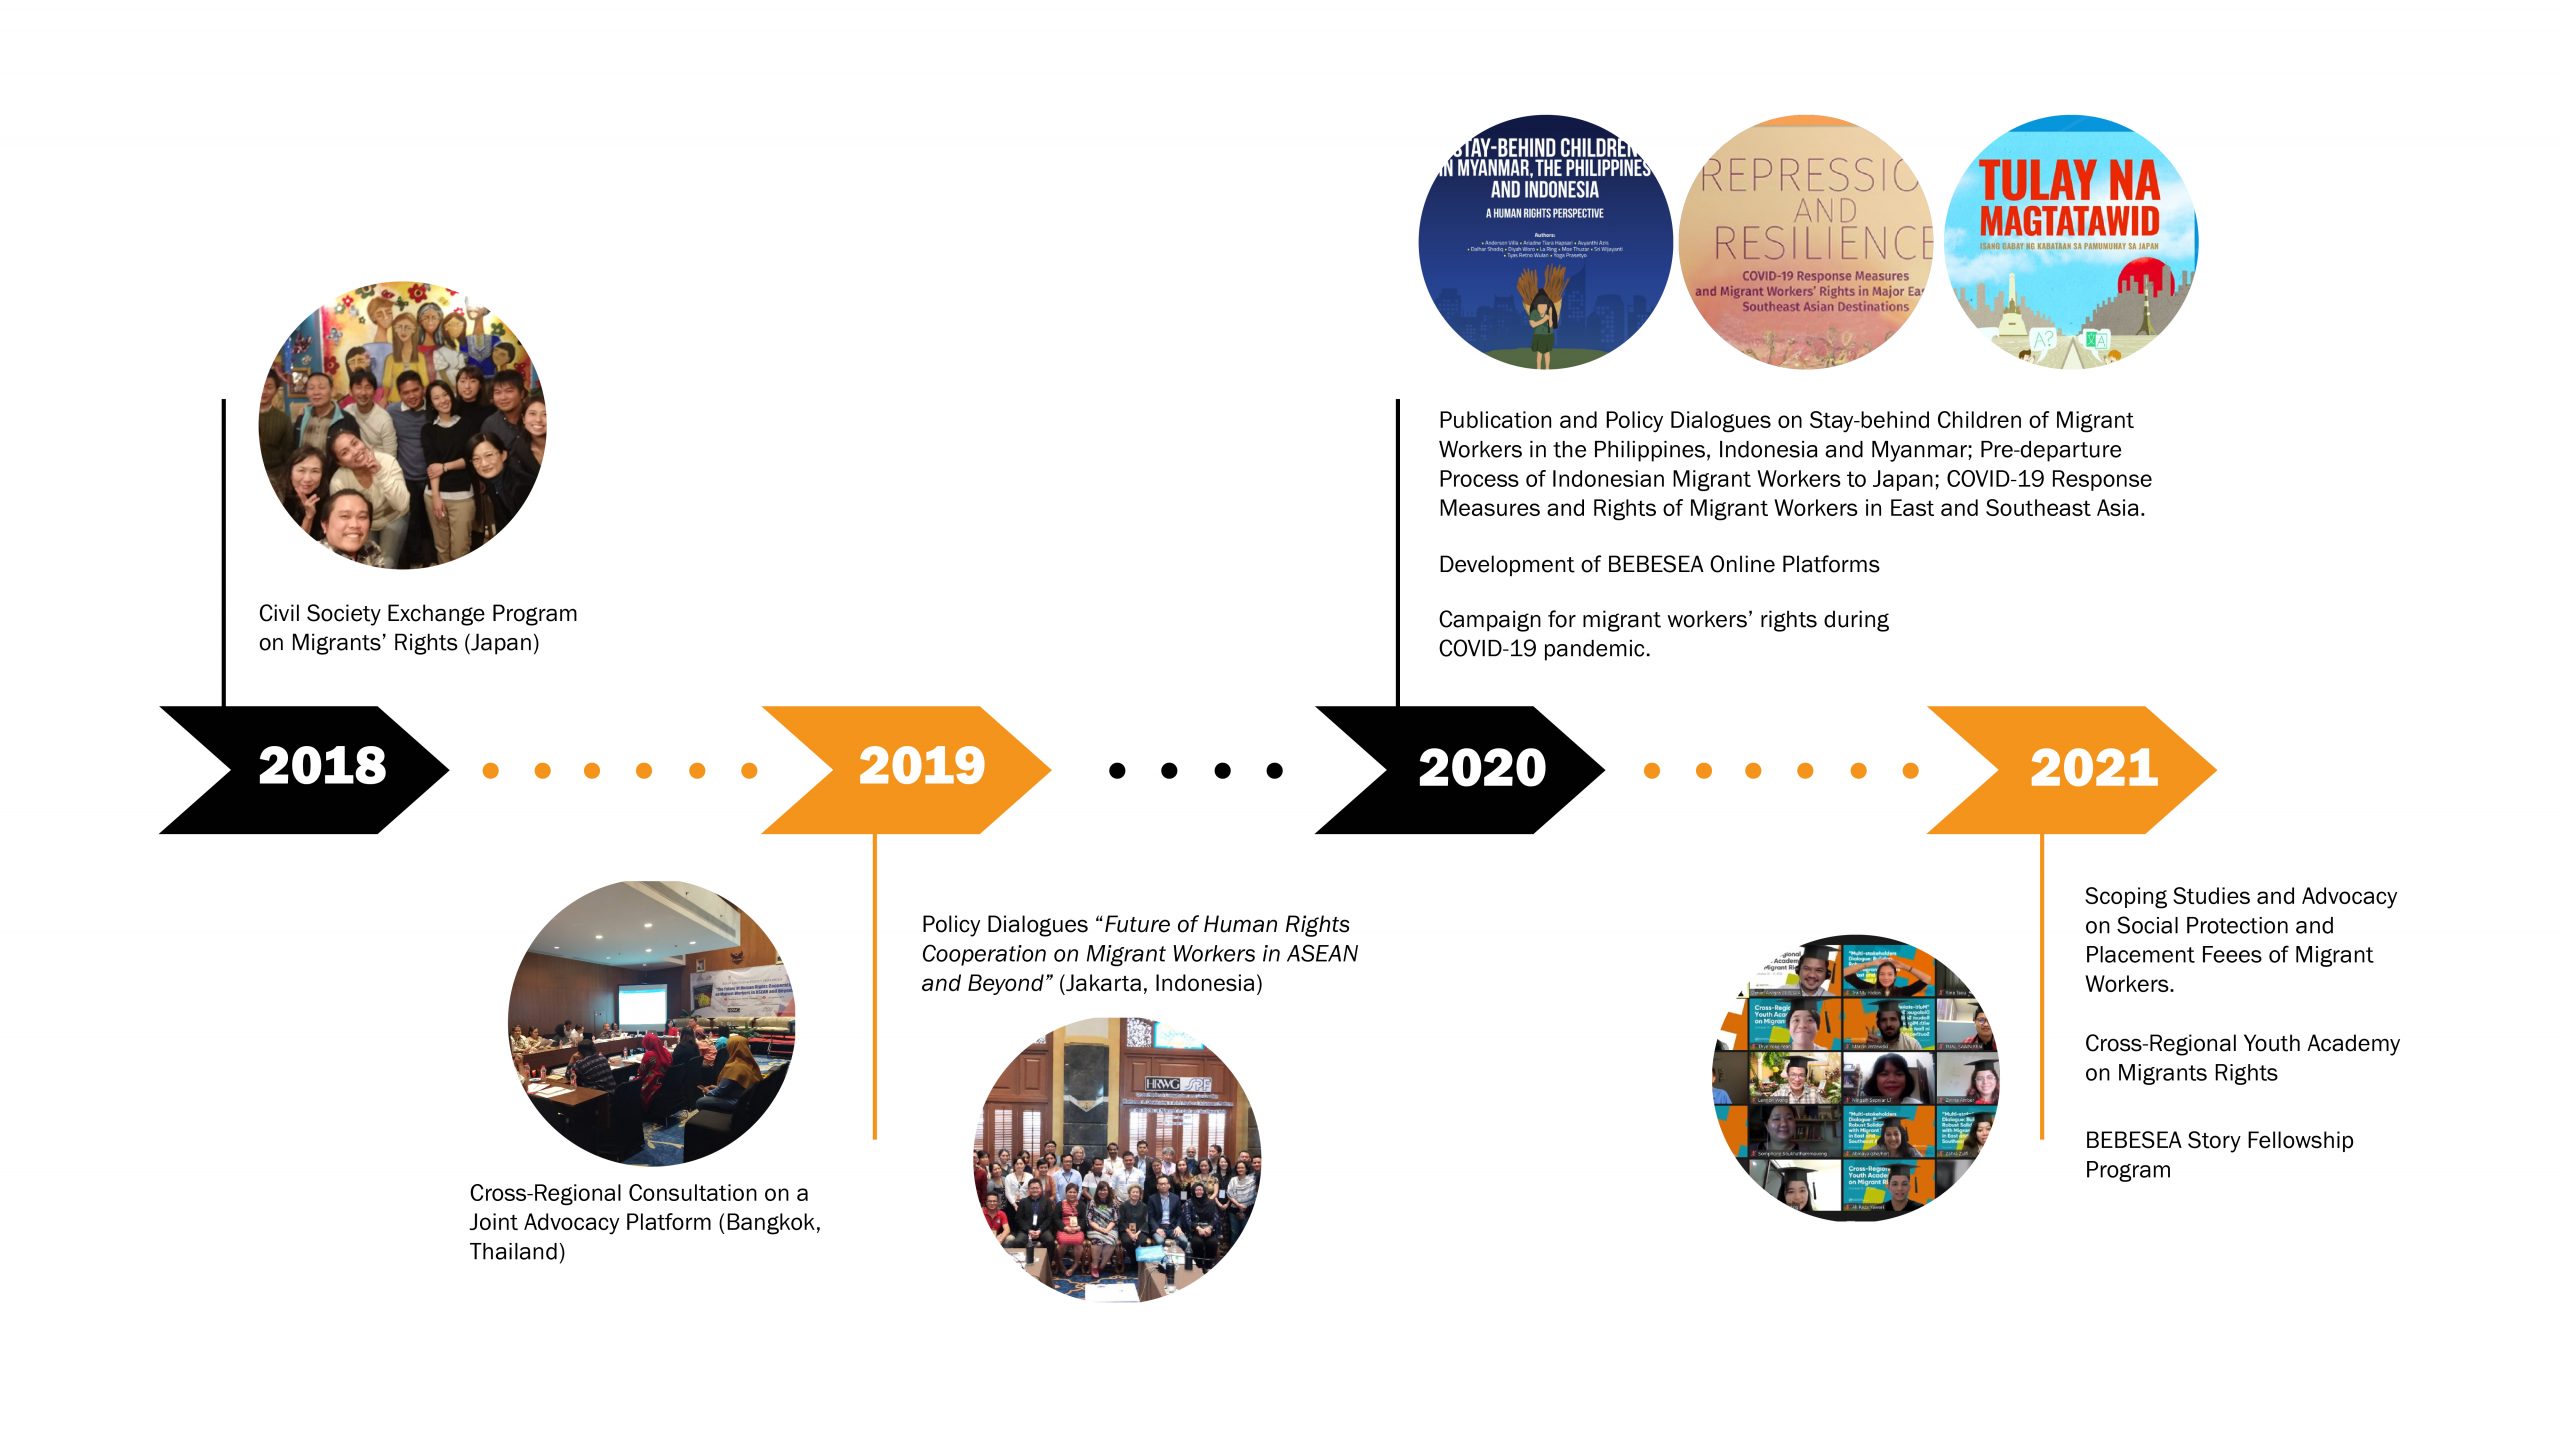 STAY-BEHIND CHILDREN
IN MYANMAR, THE PHILIPPINES
AND INDONESIA
A HUMAN RIGHTS PERSPECTIVE
Authors:
REPRESSIO
AND
RESILIENCE
COVID-19 Response Measures
and Migrant Workers' Rights in Major Eas
Southeast Asian Destinations
TULAY NA
MAGTATAWID
ISANG GABAY NG KABATAAN SA PAMUMUHAY SA JAPAN
A?
Publication and Policy Dialogues on Stay-behind Children of Migrant
Workers in the Philippines, Indonesia and Myanmar; Pre-departure
Process of Indonesian Migrant Workers to Japan; COVID-19 Response
Measures and Rights of Migrant Workers in East and Southeast Asia.
Development of BEBESEA Online Platforms
Campaign for migrant workers’ rights during
COVID-19 pandemic.
Civil Society Exchange Program
on Migrants’ Rights (Japan)
2018
2019
2020
2021
Cross-Regional Consultation on a
Joint Advocacy Platform (Bangkok,
Thailand)
Policy Dialogues “Future of Human Rights
Cooperation on Migrant Workers in ASEAN
and Beyond” (Jakarta, Indonesia)
HRWG SPF
Scoping Studies and Advocacy
on Social Protection and
Placement Feees of Migrant
Workers.
Cross-Regional Youth Academy
on Migrants Rights
BEBESEA Story Fellowship
Program